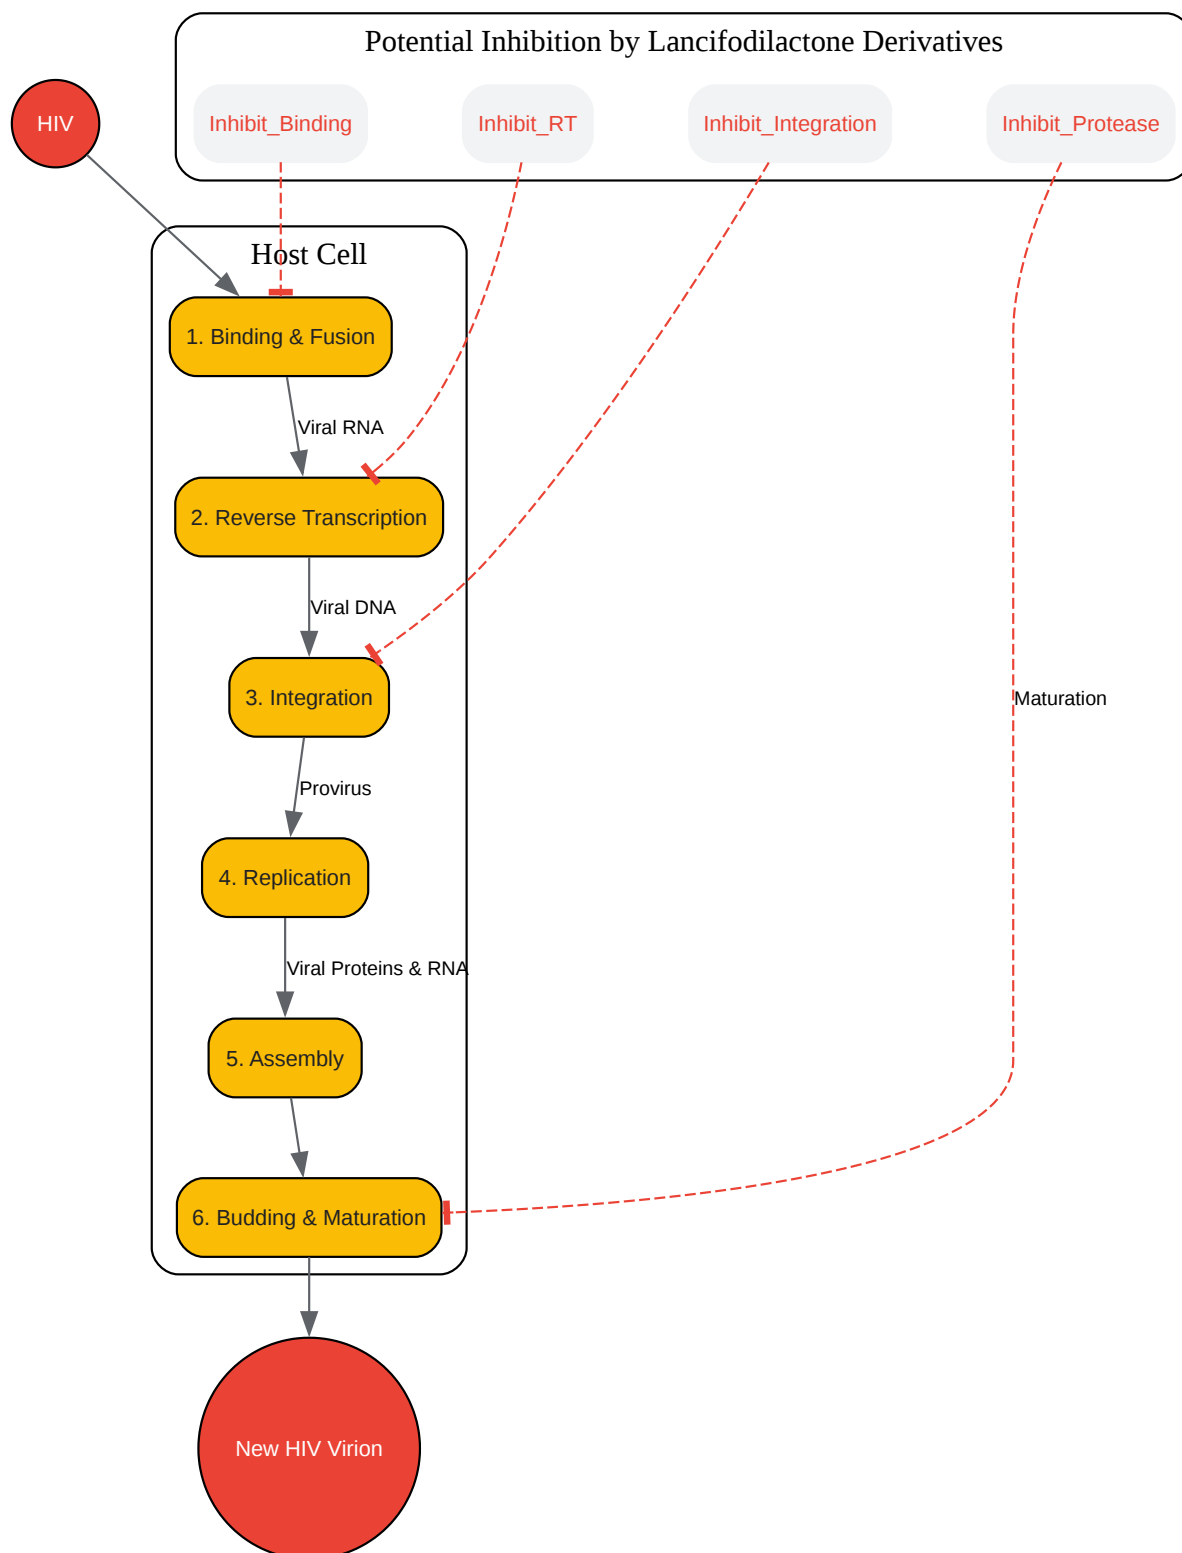 Potential Inhibition by Lancifodilactone Derivatives
HIV
Inhibit_Binding
Inhibit_RT
Inhibit_Integration
Inhibit_Protease
Host Cell
1. Binding & Fusion
Viral RNA
2. Reverse Transcription
Viral DNA
3. Integration
Maturation
Provirus
4. Replication
Viral Proteins & RNA
5. Assembly
6. Budding & Maturation
New HIV Virion